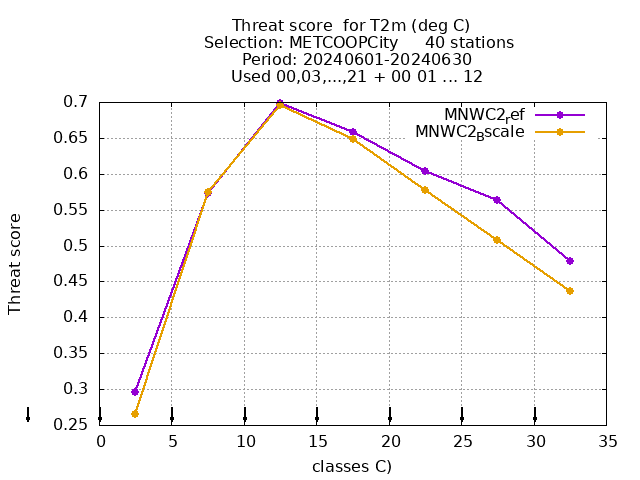 Threat score  for T2m (deg C)
Selection: METCOOPCity     40 stations
Period: 20240601-20240630
Used 00,03,...,21 + 00 01 ... 12
MNWC2ref
MNWC2Bscale
0.7
0.65
0.6
0.55
0.5
0.45
0.4
0.35
0.3
0.25
Threat score
0 5 10 15 20 25 30 35
classes C)